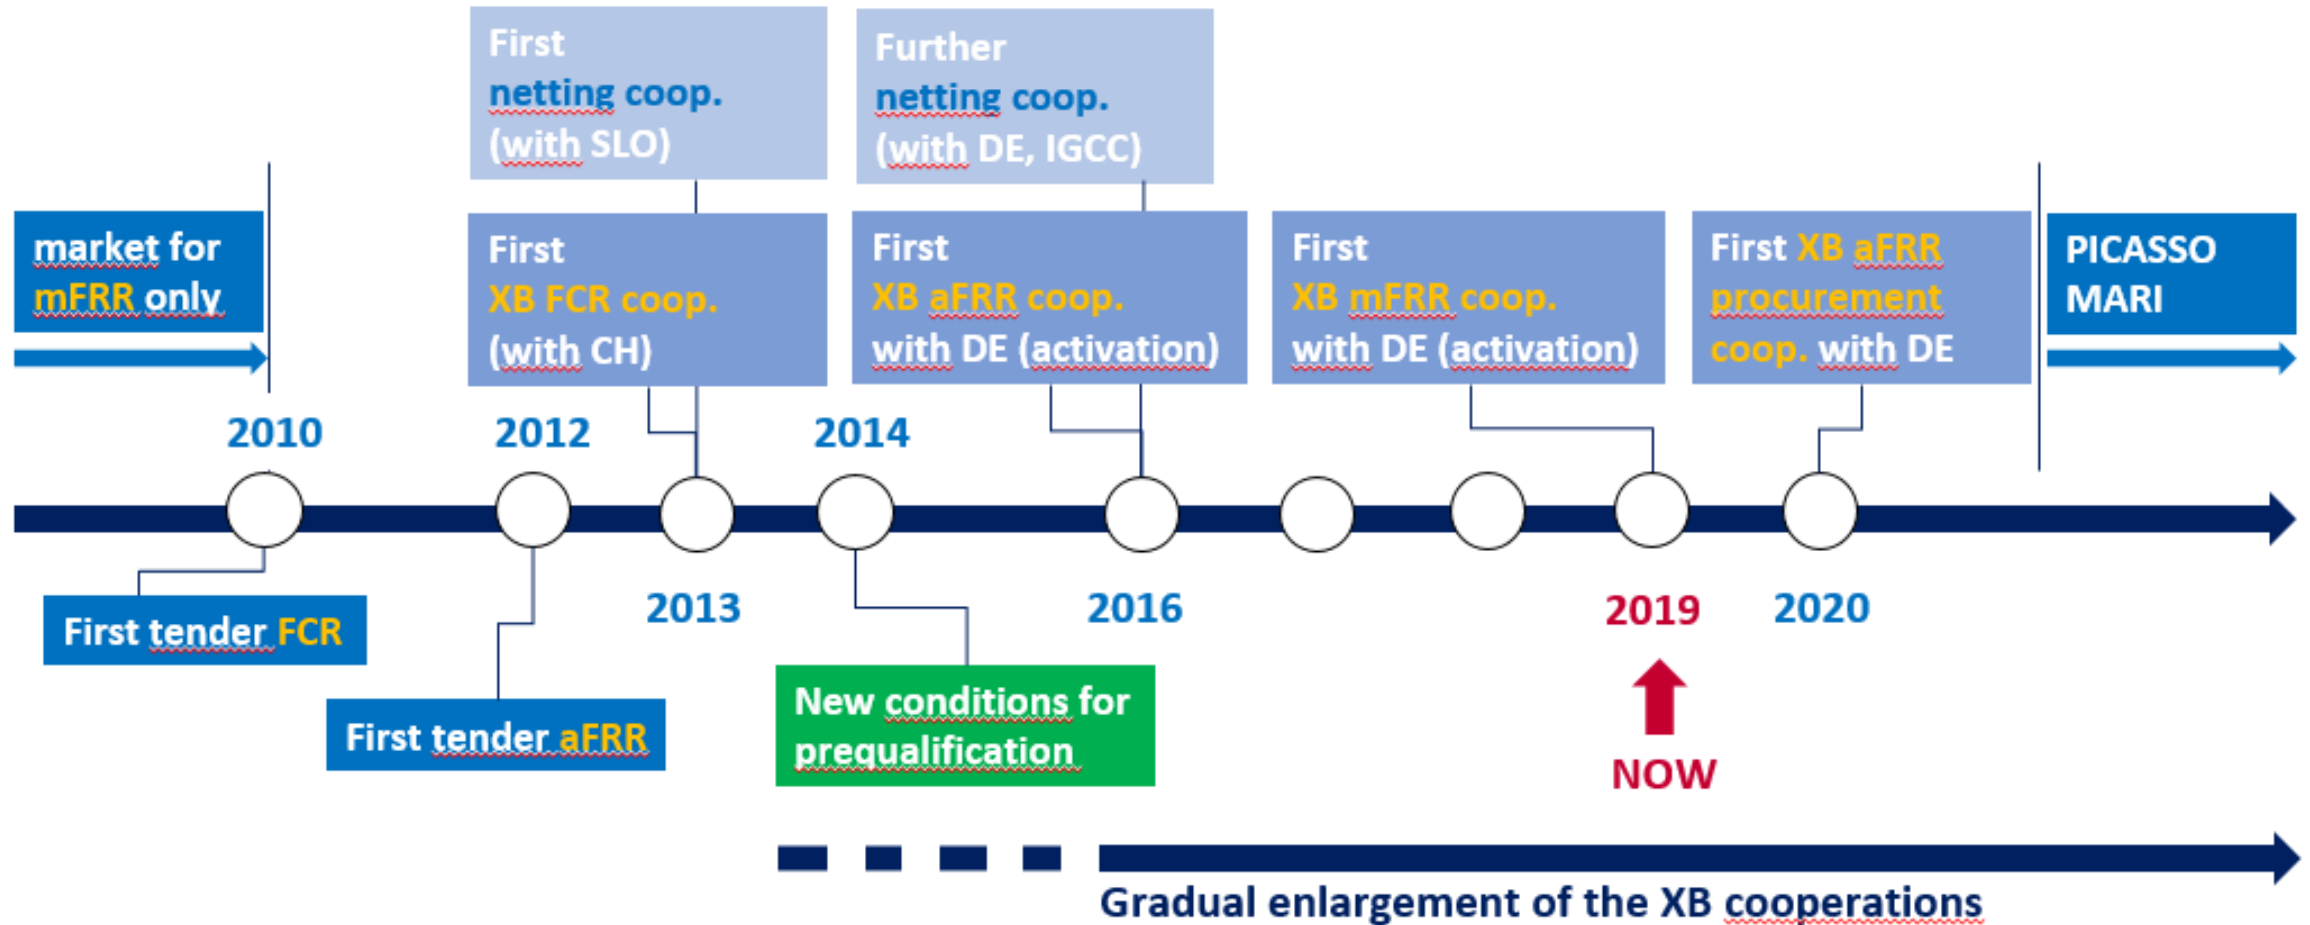 First
netting coop.
(with SLO)
Further
netting coop.
(with DE, IGCC)
market for
mFRR only
First
XB FCR coop.
(with CH)
First
XB aFRR coop.
with DE (activation)
First
XB mFRR coop.
with DE (activation)
First XB aFRR
procurement
coop. with DE
PICASSO
MARI
2010
2012
2014
2013
2016
2019
2020
First tender FCR
First tender aFRR
New conditions for
prequalification
NOW
Gradual enlargement of the XB cooperations